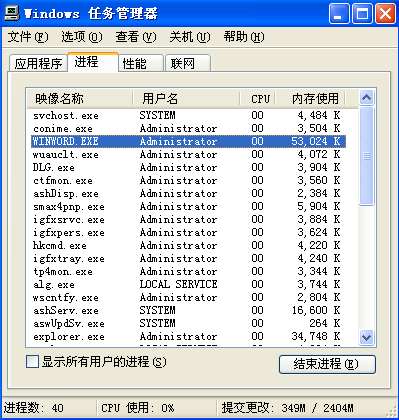 Windows 任务管理器
文件(F) 选项(O) 查看(V) 关机(U) 帮助(H)
应用程序 进程 性能 联网
映像名称 用户名 CPU 内存使用
svchost.exe SYSTEM 00 4,484 K
conime.exe Administrator 00 3,504 K
WINWORD.EXE Administrator 00 53,024 K
wuauclt.exe Administrator 00 4,072 K
DLG.exe Administrator 00 3,904 K
ctfmon.exe Administrator 00 3,560 K
ashDisp.exe Administrator 00 2,384 K
smax4pnp.exe Administrator 00 5,904 K
igfxsrvc.exe Administrator 00 3,884 K
igfxpers.exe Administrator 00 3,624 K
hkcmd.exe Administrator 00 4,220 K
igfxtray.exe Administrator 00 4,240 K
tp4mon.exe Administrator 00 3,344 K
alg.exe LOCAL SERVICE 00 3,744 K
wscntfy.exe Administrator 00 2,804 K
ashServ.exe SYSTEM 00 16,600 K
aswUpdSv.exe SYSTEM 00 264 K
explorer.exe Administrator 00 34,748 K
显示所有用户的进程(S) 结束进程(E)
进程数: 40 CPU 使用: 0% 提交更改: 349M / 2404M